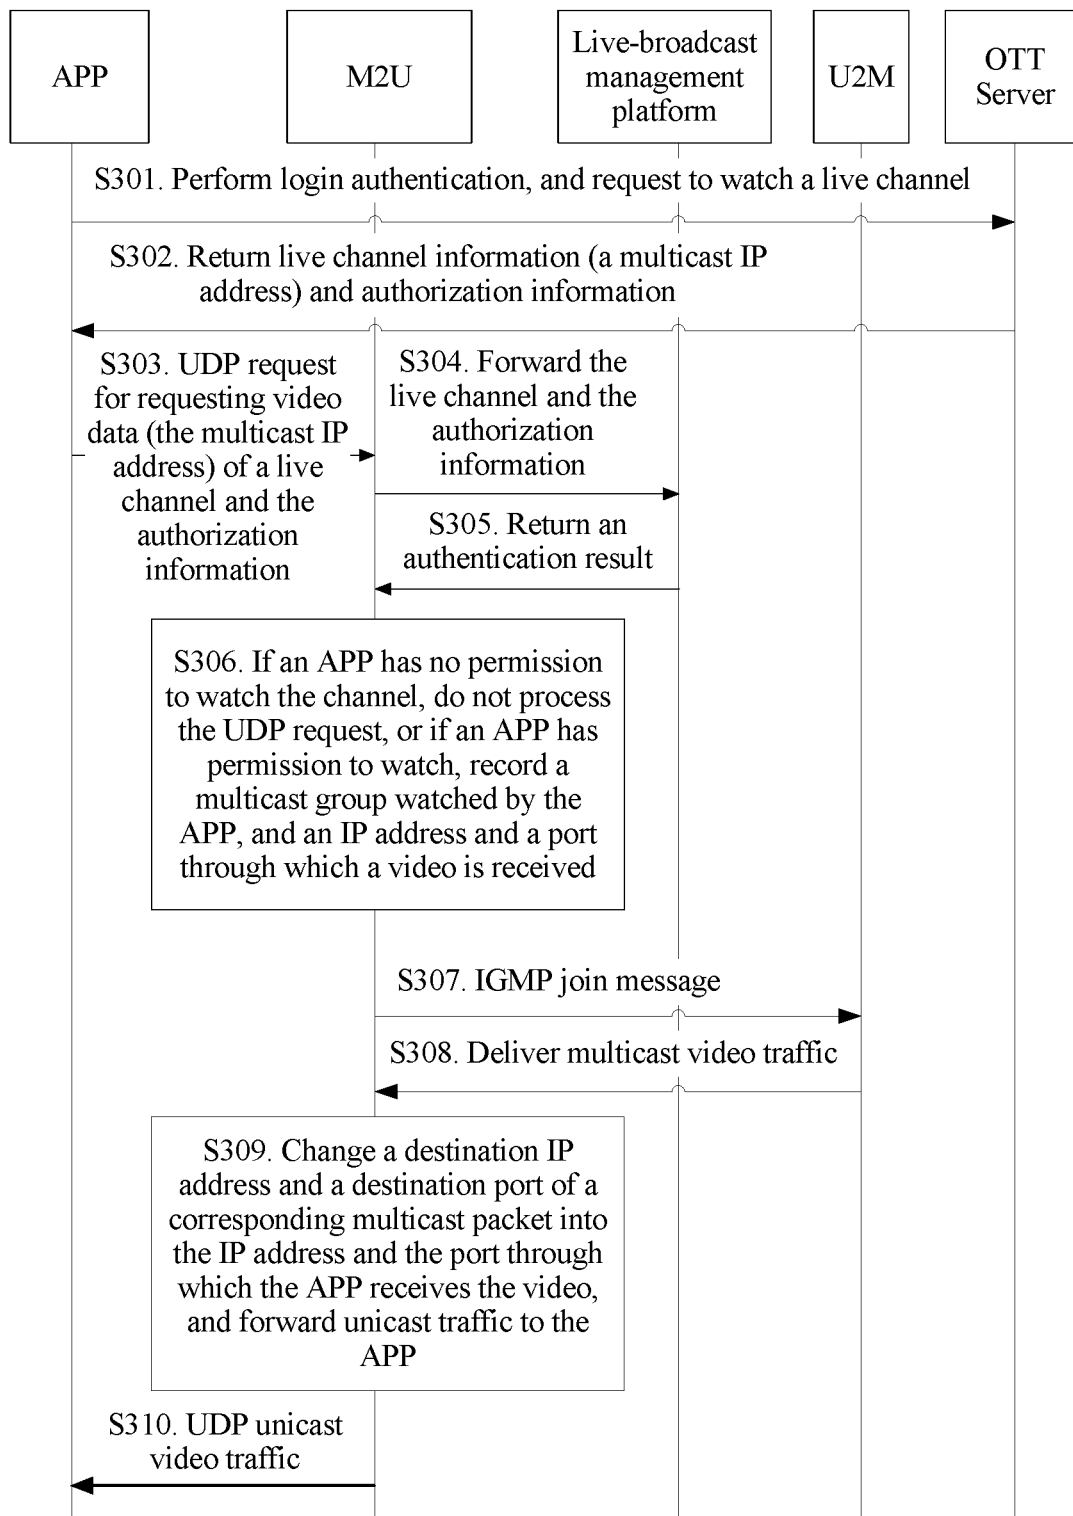 APP
M2U
Live-broadcast
management
platform
U2M
OTT
Server
S301. Perform login authentication, and request to watch a live channel
S302. Return live channel information (a multicast IP
address) and authorization information
S303. UDP request
for requesting video
data (the multicast IP
address) of a live
channel and the
authorization
information
S304. Forward the
live channel and the
authorization
information
S305. Return an
authentication result
S306. If an APP has no permission
to watch the channel, do not process
the UDP request, or if an APP has
permission to watch, record a
multicast group watched by the
APP, and an IP address and a port
through which a video is received
S307. IGMP join message
S308. Deliver multicast video traffic
S309. Change a destination IP
address and a destination port of a
corresponding multicast packet into
the IP address and the port through
which the APP receives the video,
and forward unicast traffic to the
APP
S310. UDP unicast
video traffic